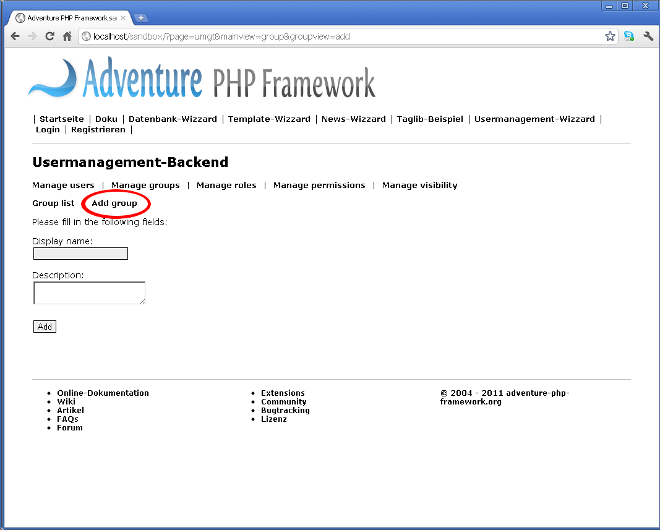 Adventure PHP Framework san
localhost/sandbox/?page=umgt&mainview=group&groupview=add
Adventure PHP Framework
| Startseite | Doku | Datenbank-Wizzard | Template-Wizzard | News-Wizzard | Taglib-Beispiel | Usermanagement-Wizzard |
Login | Registrieren |
Usermanagement-Backend
Manage users | Manage groups | Manage roles | Manage permissions | Manage visibility
Group list Add group
Please fill in the following fields:
Display name:
Description:
Add
• Online-Dokumentation
• Wiki
• Artikel
• FAQs
• Forum
• Extensions
• Community
• Bugtracking
• Lizenz
© 2004 - 2011 adventure-php-
framework.org